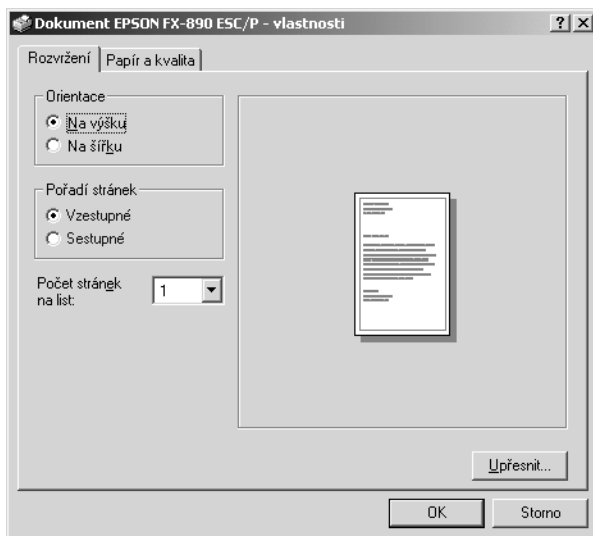 Dokument EPSON FX-890 ESC/P - vlastnosti
Rozvržení
Papír a kvalita
Orientace
Na výšku
Na šířku
Pořadí stránek
Vzestupné
Sestupné
Počet stránek
na list:
1
Upřesnit...
OK
Storno